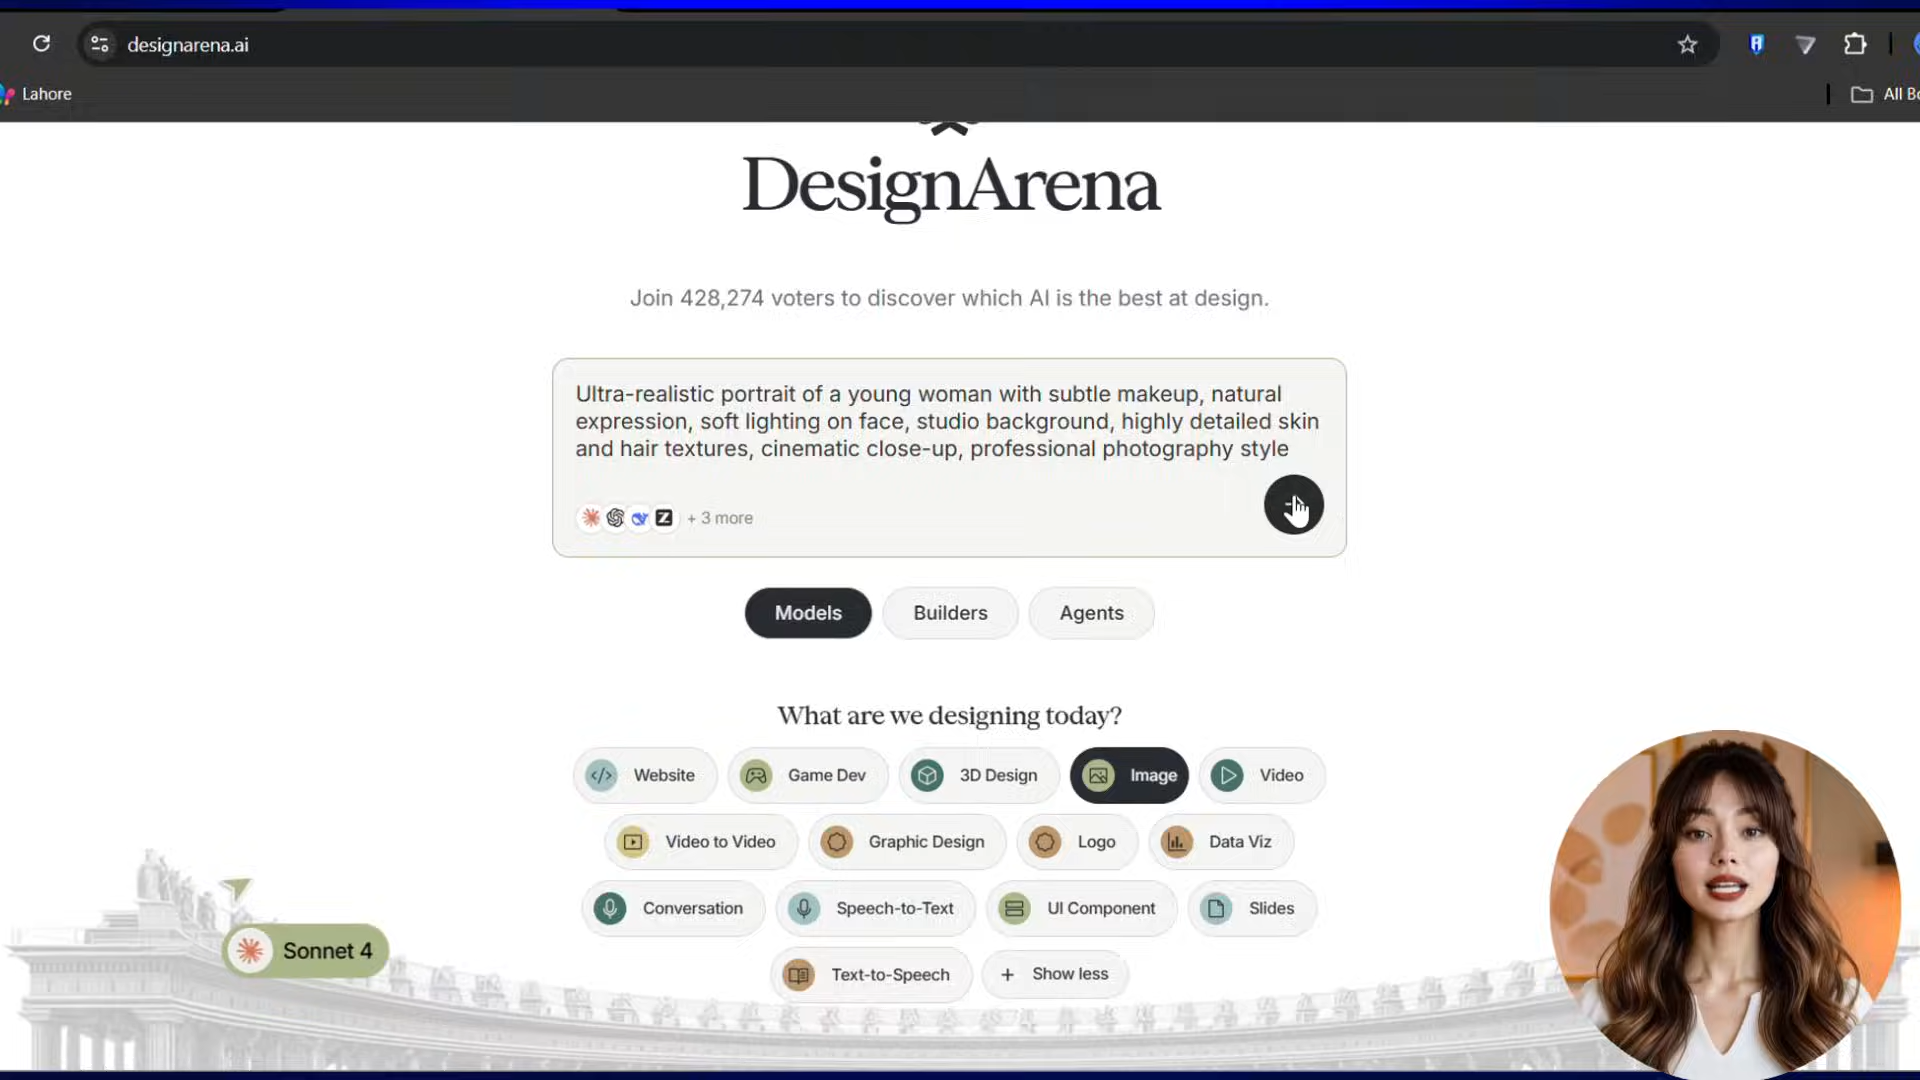 designarena.ai
Lahore
All Bo
DesignArena
Join 428,274 voters to discover which AI is the best at design.
Ultra-realistic portrait of a young woman with subtle makeup, natural
expression, soft lighting on face, studio background, highly detailed skin
and hair textures, cinematic close-up, professional photography style
+ 3 more
Models
Builders
Agents
What are we designing today?
</> Website
Game Dev
3D Design
Image
Video
Video to Video
Graphic Design
Logo
Data Viz
Conversation
Speech-to-Text
UI Component
Slides
Sonnet 4
Text-to-Speech
+ Show less